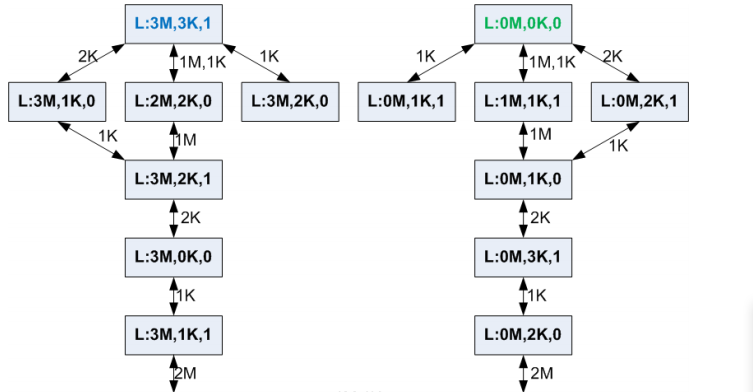 L:3M,3K,1 L:0M,0K,0
2K 1M,1K 1K 1K 1M,1K 2K
L:3M,1K,0 L:2M,2K,0 L:3M,2K,0 L:0M,1K,1 L:1M,1K,1 L:0M,2K,1
1K 1M 1M 1K
L:3M,2K,1 L:0M,1K,0
2K 2K
L:3M,0K,0 L:0M,3K,1
1K 1K
L:3M,1K,1 L:0M,2K,0
2M 2M